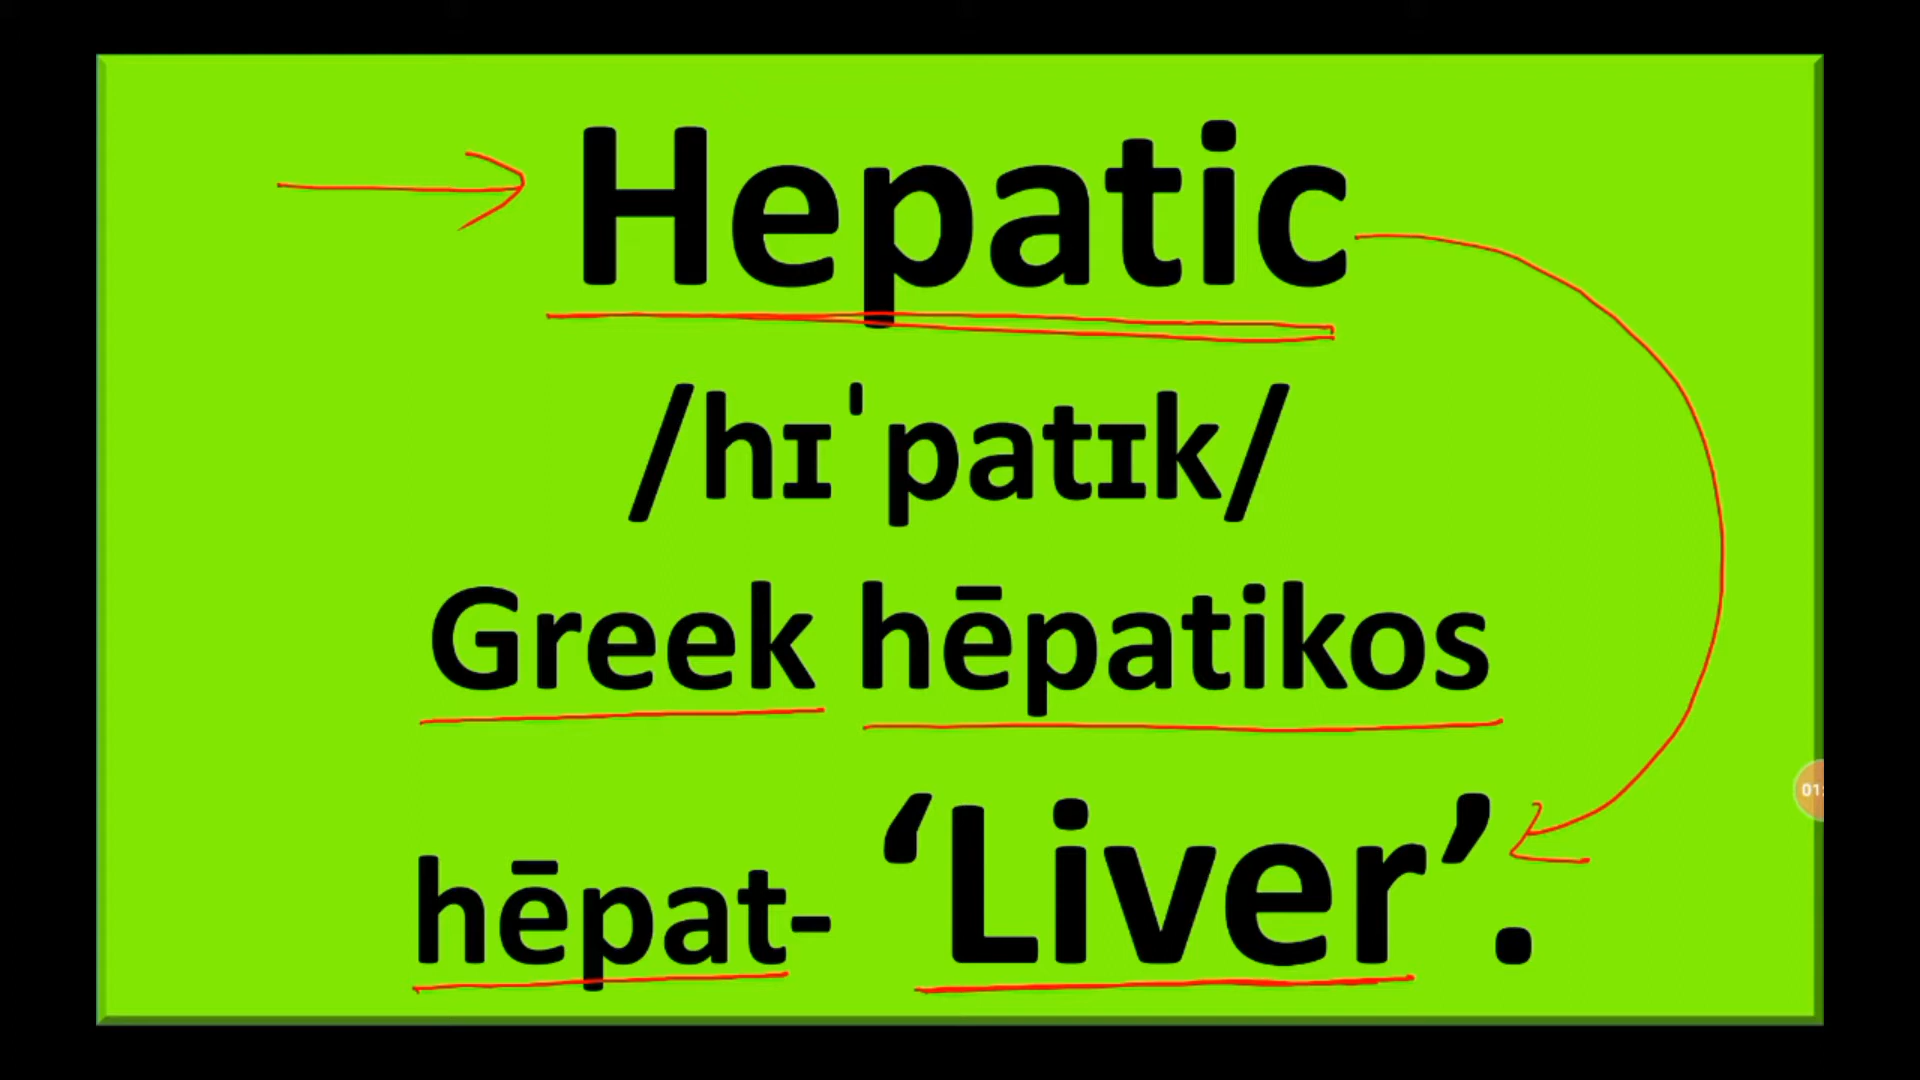 Hepatic
/hɪˈpatɪk/
Greek hēpatikos
hēpat- ‘Liver’.